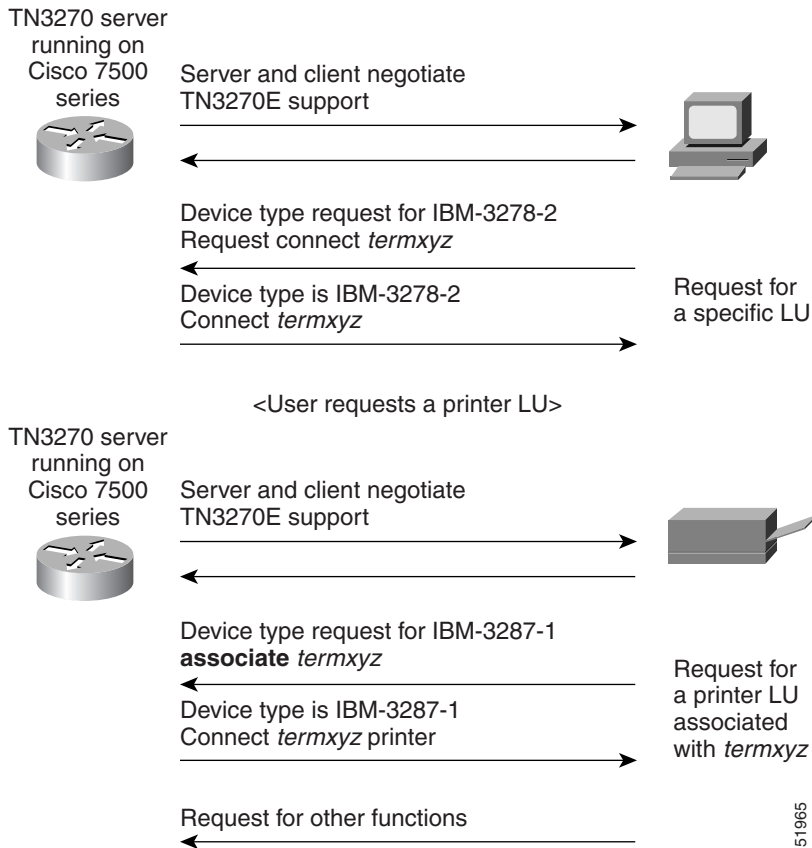 TN3270 server
running on
Cisco 7500
series
Server and client negotiate
TN3270E support
Device type request for IBM-3278-2
Request connect termxyz
Device type is IBM-3278-2
Connect termxyz
Request for
a specific LU
<User requests a printer LU>
TN3270 server
running on
Cisco 7500
series
Server and client negotiate
TN3270E support
Device type request for IBM-3287-1
associate termxyz
Device type is IBM-3287-1
Connect termxyz printer
Request for
a printer LU
associated
with termxyz
Request for other functions
51965